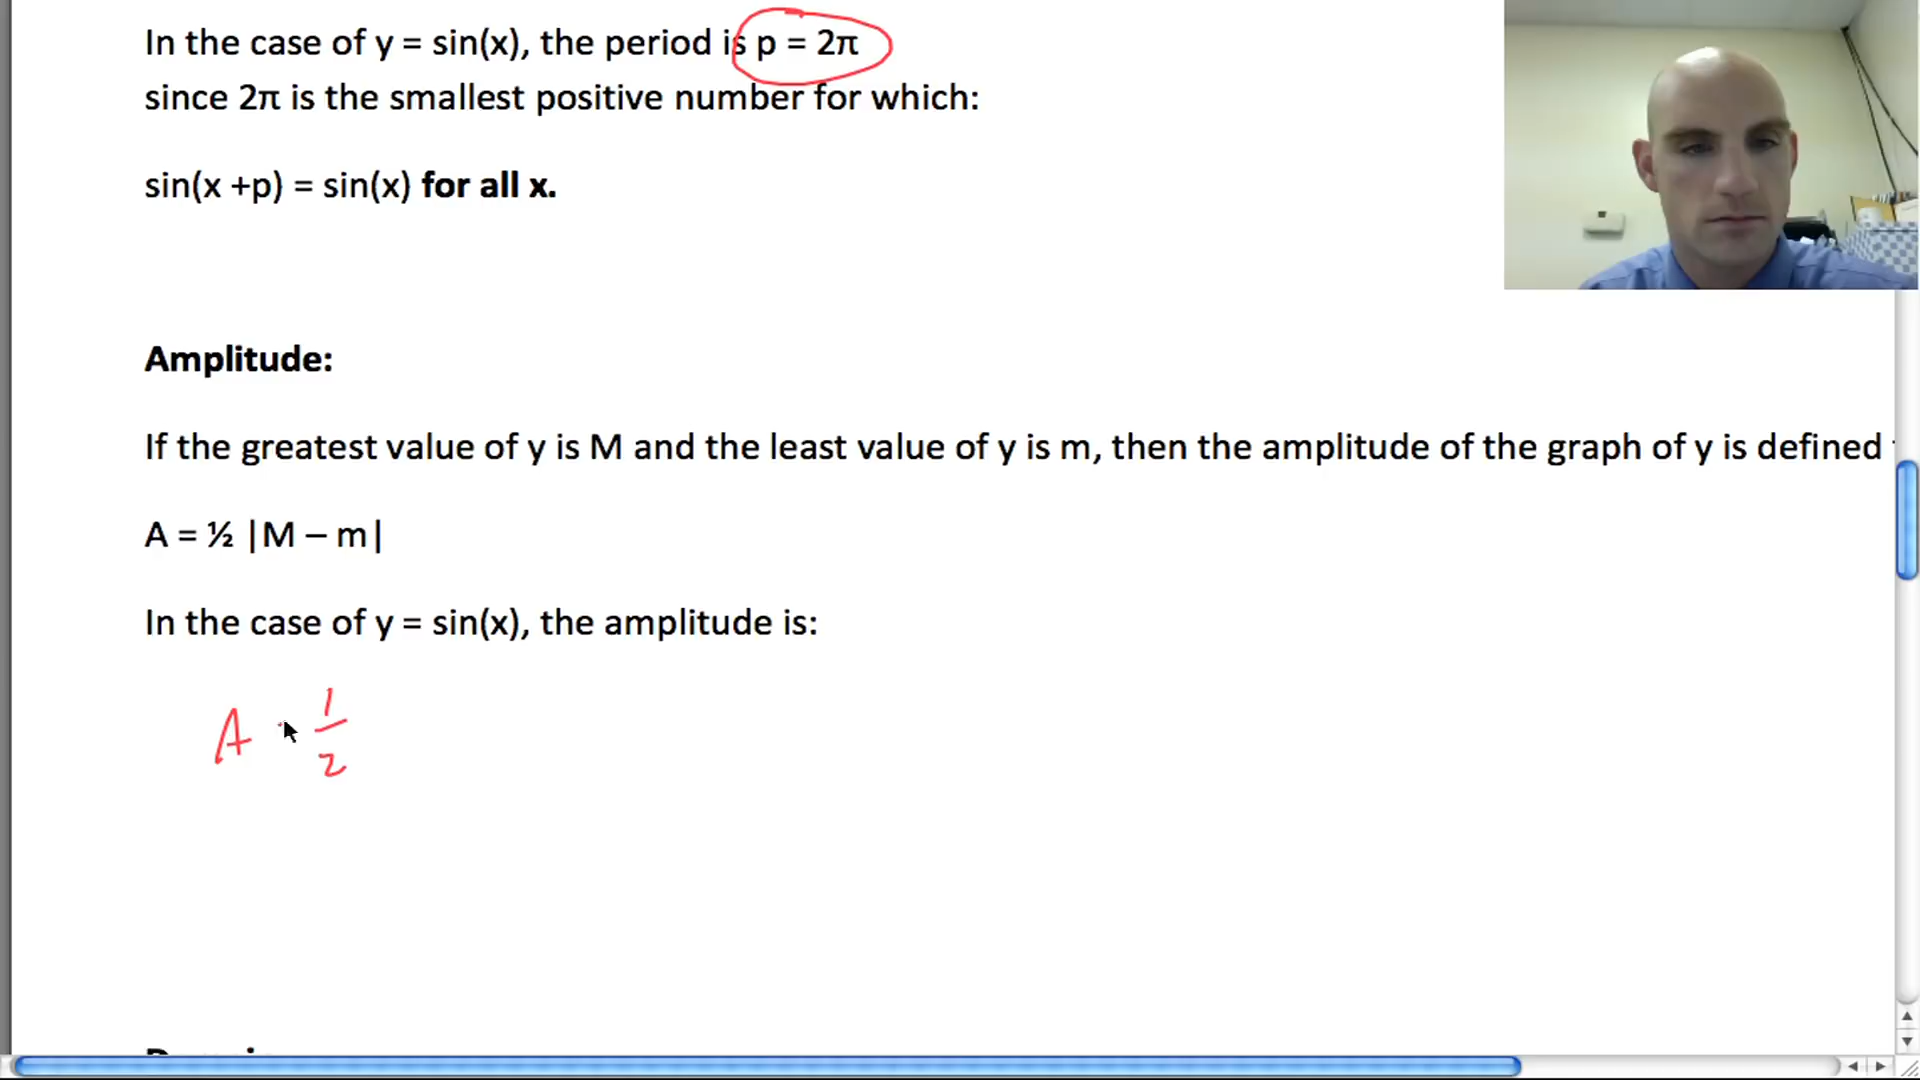 In the case of y = sin(x), the period is p = 2π
since 2π is the smallest positive number for which:
sin(x +p) = sin(x) for all x.
Amplitude:
If the greatest value of y is M and the least value of y is m, then the amplitude of the graph of y is defined
A = ½ |M – m|
In the case of y = sin(x), the amplitude is:
A 1/2